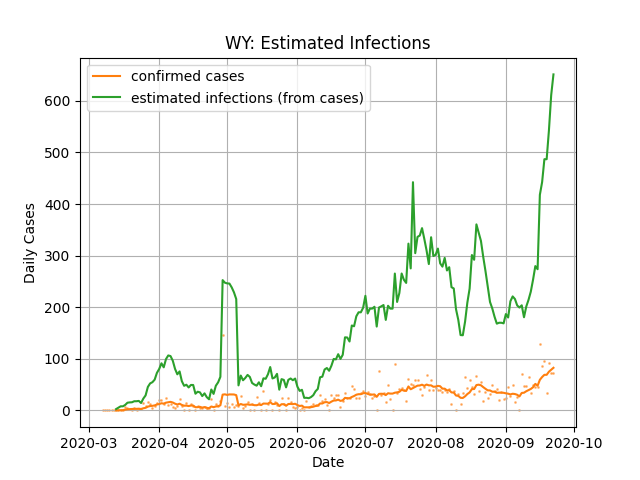 WY: Estimated Infections
confirmed cases
estimated infections (from cases)
Daily Cases
600
500
400
300
200
100
0
2020-03 2020-04 2020-05 2020-06 2020-07 2020-08 2020-09 2020-10
Date